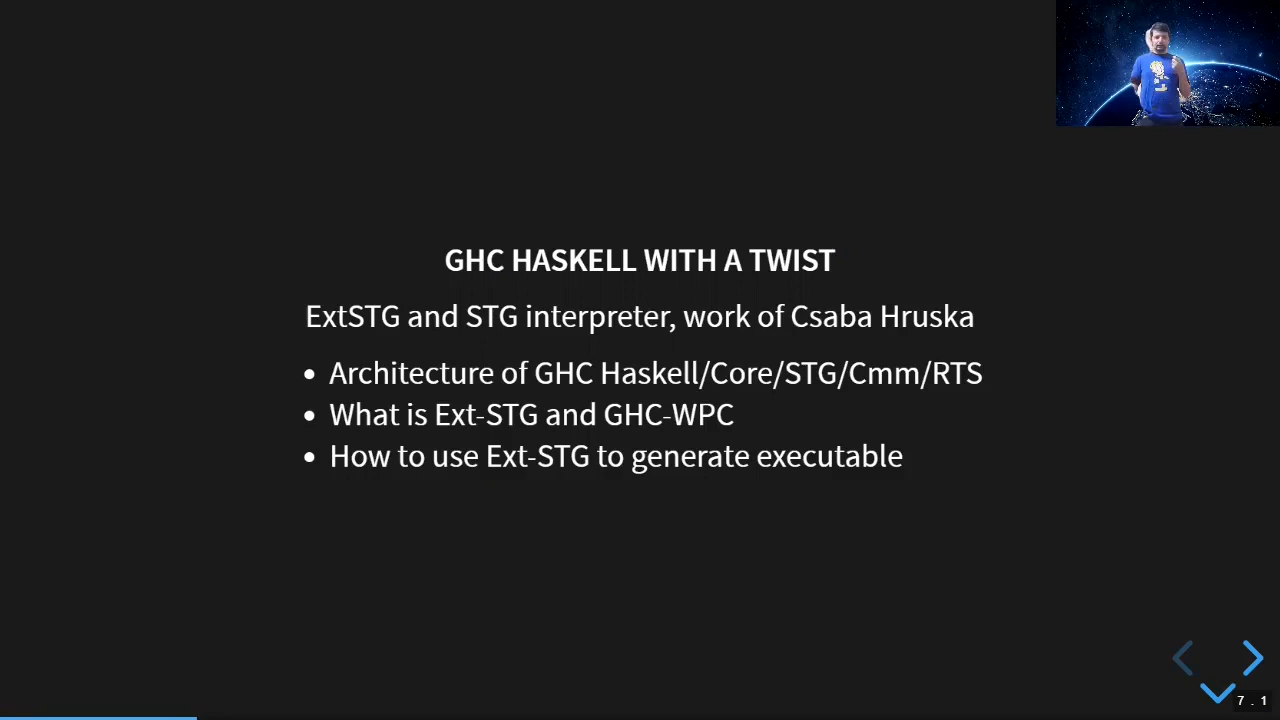 GHC HASKELL WITH A TWIST
ExtSTG and STG interpreter, work of Csaba Hruska
• Architecture of GHC Haskell/Core/STG/Cmm/RTS
• What is Ext-STG and GHC-WPC
• How to use Ext-STG to generate executable
7 . 1